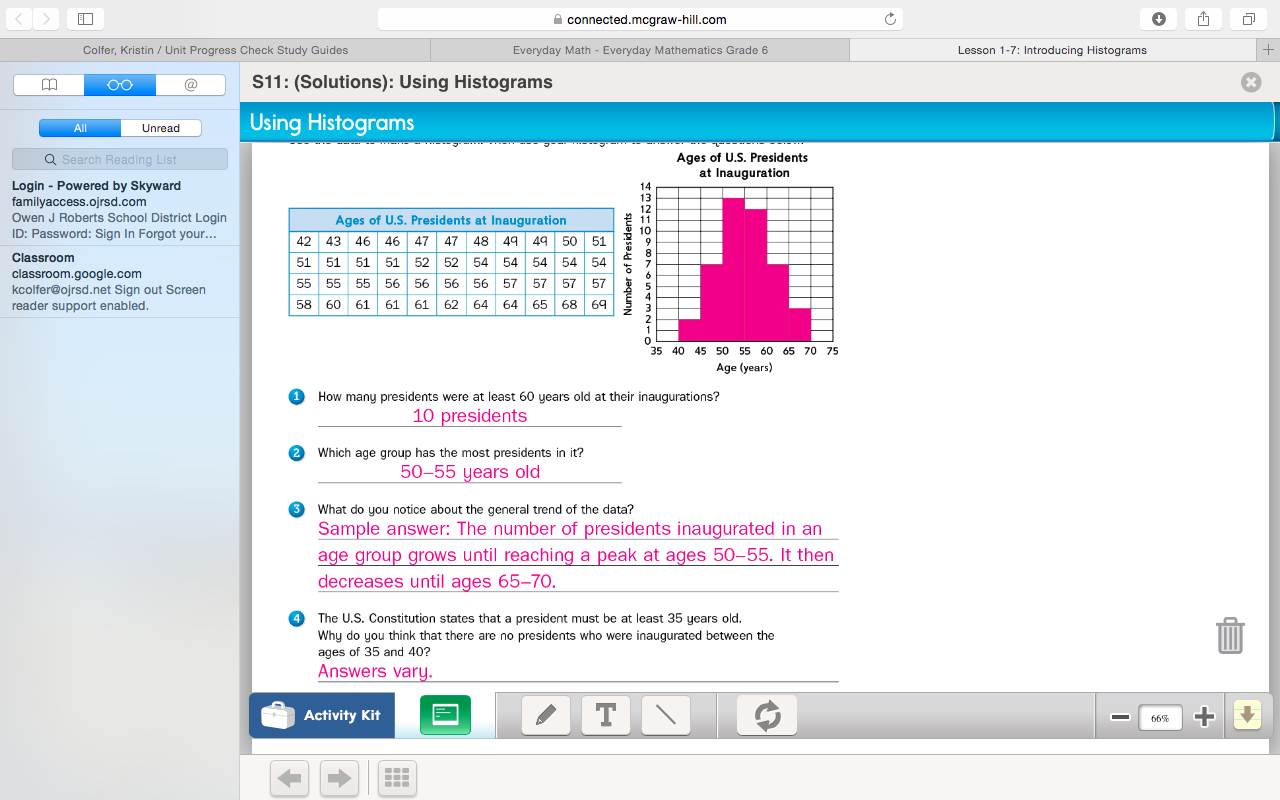 connected.mcgraw-hill.com
Colfer, Kristin / Unit Progress Check Study Guides
Everyday Math - Everyday Mathematics Grade 6
Lesson 1-7: Introducing Histograms
@
All
Unread
Search Reading List
Login - Powered by Skyward
familyaccess.ojrsd.com
Owen J Roberts School District Login
ID: Password: Sign In Forgot your…
Classroom
classroom.google.com
kcolfer@ojrsd.net Sign out Screen
reader support enabled.
S11: (Solutions): Using Histograms
Using Histograms
Ages of U.S. Presidents at Inauguration
42 43 46 46 47 47 48 49 49 50 51
51 51 51 51 52 52 54 54 54 54 54
55 55 55 56 56 56 56 57 57 57 57
58 60 61 61 61 62 64 64 65 68 69
Ages of U.S. Presidents
at Inauguration
Number of Presidents
14
13
12
11
10
9
8
7
6
5
4
3
2
1
0
35 40 45 50 55 60 65 70 75
Age (years)
1 How many presidents were at least 60 years old at their inaugurations?
10 presidents
2 Which age group has the most presidents in it?
50–55 years old
3 What do you notice about the general trend of the data?
Sample answer: The number of presidents inaugurated in an
age group grows until reaching a peak at ages 50–55. It then
decreases until ages 65–70.
4 The U.S. Constitution states that a president must be at least 35 years old.
Why do you think that there are no presidents who were inaugurated between the
ages of 35 and 40?
Answers vary.
Activity Kit
T
66%